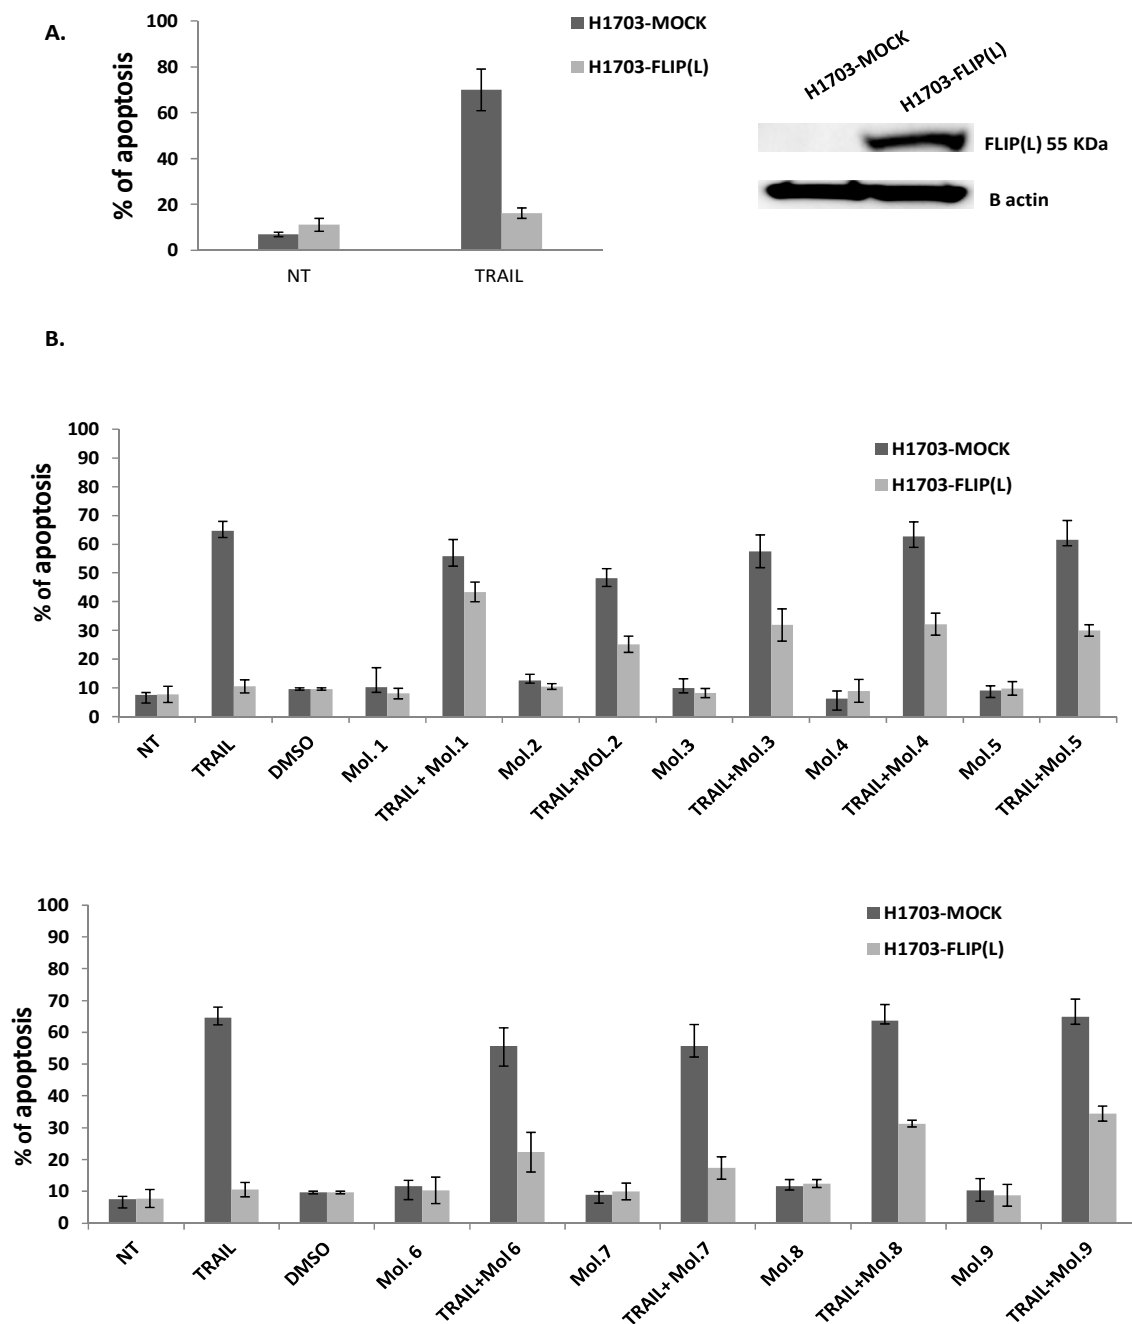 A.
100
80
60
40
20
0
% of apoptosis
NT
TRAIL
H1703-MOCK
H1703-FLIP(L)
H1703-MOCK
H1703-FLIP(L)
FLIP(L) 55 KDa
B actin
B.
100
90
80
70
60
50
40
30
20
10
0
% of apoptosis
H1703-MOCK
H1703-FLIP(L)
NT
TRAIL
DMSO
Mol. 1
TRAIL + Mol.1
Mol.2
TRAIL+MOL.2
Mol.3
TRAIL+Mol.3
Mol.4
TRAIL+Mol.4
Mol.5
TRAIL+Mol.5
100
90
80
70
60
50
40
30
20
10
0
% of apoptosis
H1703-MOCK
H1703-FLIP(L)
NT
TRAIL
DMSO
Mol. 6
TRAIL+Mol6
Mol.7
TRAIL+ Mol.7
Mol.8
TRAIL+Mol.8
Mol.9
TRAIL+Mol.9